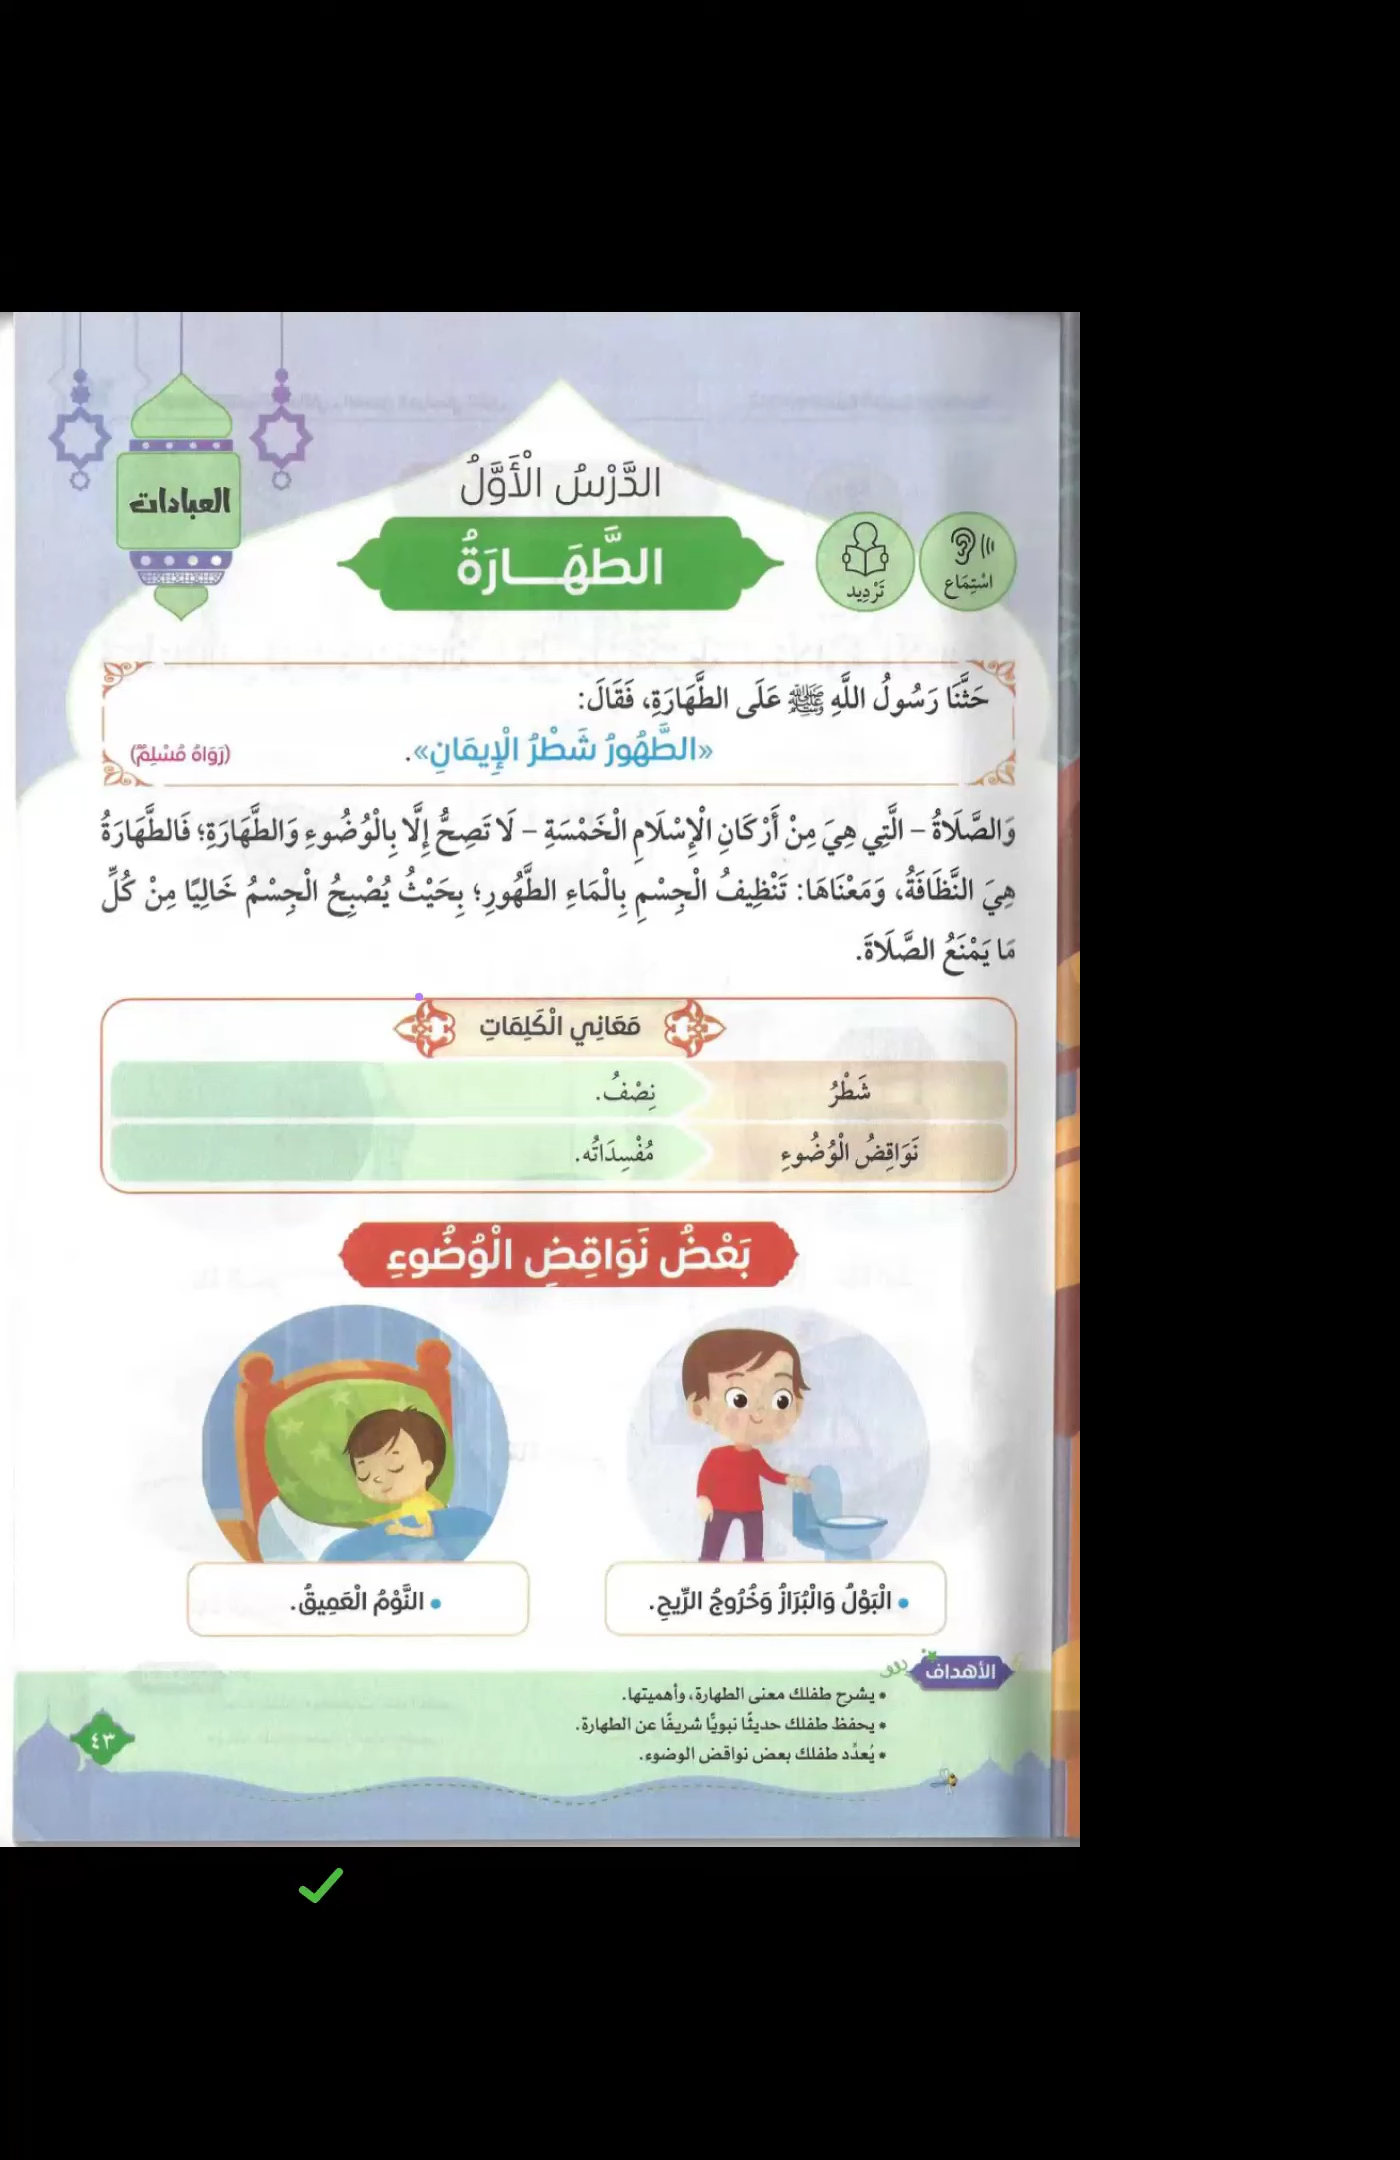 العبادات
الدَّرْسُ الْأَوَّلُ
الطَّهَـارَةُ
اسْتِمَاع
تَرْدِيد
حَثَّنَا رَسُولُ اللَّهِ ﷺ عَلَى الطَّهَارَةِ، فَقَالَ:
«الطَّهُورُ شَطْرُ الْإِيمَانِ».
(رَوَاهُ مُسْلِمٌ)
وَالصَّلَاةُ – الَّتِي هِيَ مِنْ أَرْكَانِ الْإِسْلَامِ الْخَمْسَةِ – لَا تَصِحُّ إِلَّا بِالْوُضُوءِ وَالطَّهَارَةِ؛ فَالطَّهَارَةُ
هِيَ النَّظَافَةُ، وَمَعْنَاهَا: تَنْظِيفُ الْجِسْمِ بِالْمَاءِ الطَّهُورِ؛ بِحَيْثُ يُصْبِحُ الْجِسْمُ خَالِيًا مِنْ كُلِّ
مَا يَمْنَعُ الصَّلَاةَ.
مَعَانِي الْكَلِمَاتِ
شَطْرُ نِصْفُ.
نَوَاقِضُ الْوُضُوءِ مُفْسِدَاتُه.
بَعْضُ نَوَاقِضِ الْوُضُوءِ
• الْبَوْلُ وَالْبُرَازُ وَخُرُوجُ الرِّيحِ.
• النَّوْمُ الْعَمِيقُ.
الأهداف
• يشرح طفلك معنى الطهارة، وأهميتها.
• يحفظ طفلك حديثًا نبويًّا شريفًا عن الطهارة.
• يُعدِّد طفلك بعض نواقض الوضوء.
٤٣